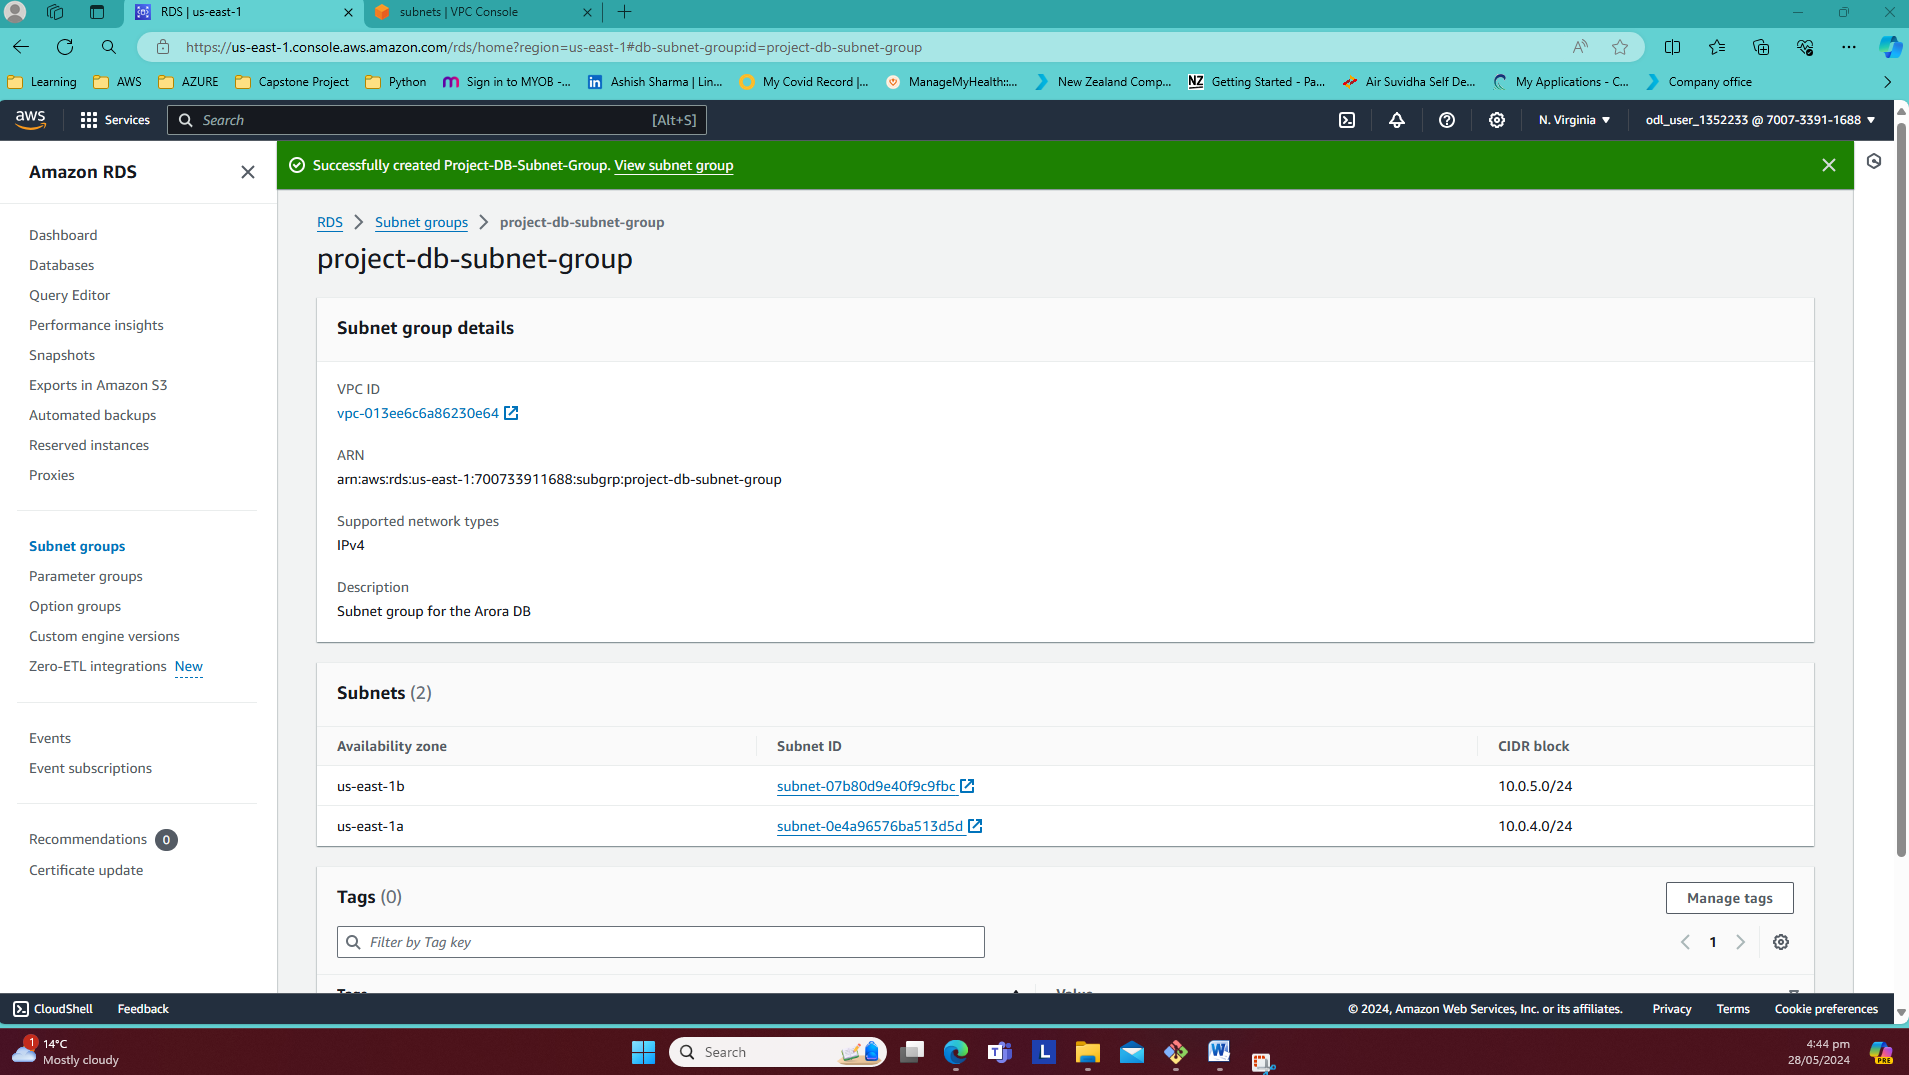 RDS | us-east-1
subnets | VPC Console
https://us-east-1.console.aws.amazon.com/rds/home?region=us-east-1#db-subnet-group:id=project-db-subnet-group
Learning
AWS
AZURE
Capstone Project
Python
Sign in to MYOB -...
Ashish Sharma | Lin...
My Covid Record |...
ManageMyHealth::...
New Zealand Comp...
NZ
Getting Started - Pa...
Air Suvidha Self De...
My Applications - C...
Company office
aws
Services
Search
[Alt+S]
N. Virginia
odl_user_1352233 @ 7007-3391-1688
Amazon RDS
Dashboard
Databases
Query Editor
Performance insights
Snapshots
Exports in Amazon S3
Automated backups
Reserved instances
Proxies
Subnet groups
Parameter groups
Option groups
Custom engine versions
Zero-ETL integrations New
Events
Event subscriptions
Recommendations 0
Certificate update
Successfully created Project-DB-Subnet-Group. View subnet group
RDS > Subnet groups > project-db-subnet-group
project-db-subnet-group
Subnet group details
VPC ID
vpc-013ee6c6a86230e64
ARN
arn:aws:rds:us-east-1:700733911688:subgrp:project-db-subnet-group
Supported network types
IPv4
Description
Subnet group for the Arora DB
Subnets (2)
Availability zone Subnet ID CIDR block
us-east-1b subnet-07b80d9e40f9c9fbc 10.0.5.0/24
us-east-1a subnet-0e4a96576ba513d5d 10.0.4.0/24
Tags (0)
Manage tags
Filter by Tag key
1
Tags Value
CloudShell
Feedback
© 2024, Amazon Web Services, Inc. or its affiliates.
Privacy
Terms
Cookie preferences
1
14°C
Mostly cloudy
Search
L
W
PRE
4:44 pm
28/05/2024